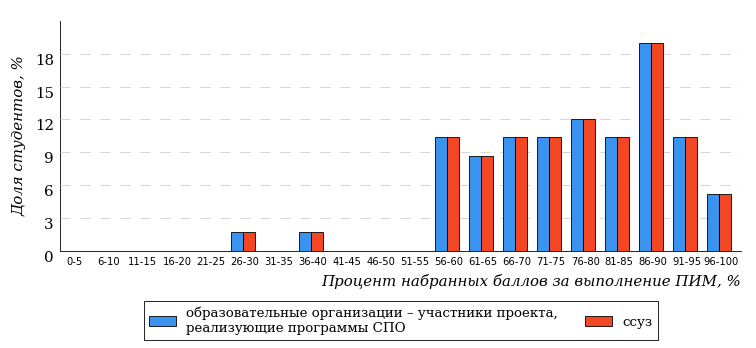 Доля студентов, %
18
15
12
9
6
3
0
0-5 6-10 11-15 16-20 21-25 26-30 31-35 36-40 41-45 46-50 51-55 56-60 61-65 66-70 71-75 76-80 81-85 86-90 91-95 96-100
Процент набранных баллов за выполнение ПИМ, %
образовательные организации – участники проекта,
реализующие программы СПО
ссуз